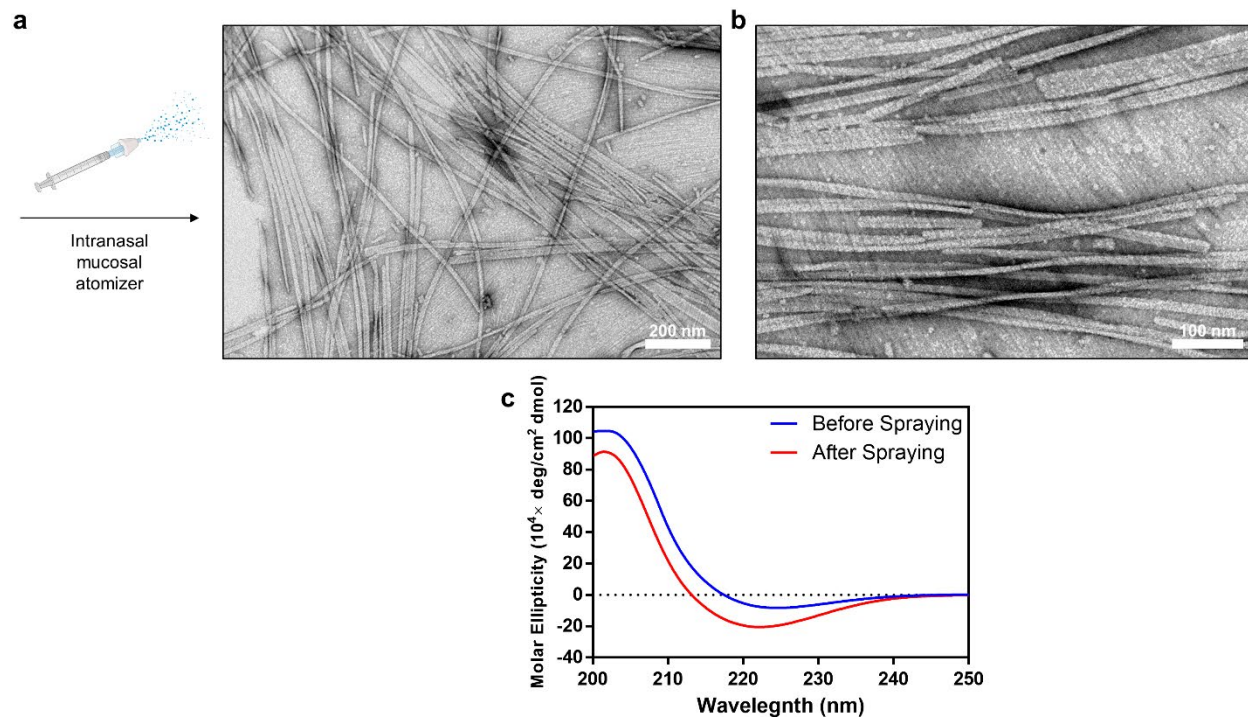 a
Intranasal
mucosal
atomizer
200 nm
b
100 nm
c
Molar Ellipticity (10⁴× deg/cm² dmol)
120
100
80
60
40
20
0
-20
-40
Before Spraying
After Spraying
200
210
220
230
240
250
Wavelegnth (nm)